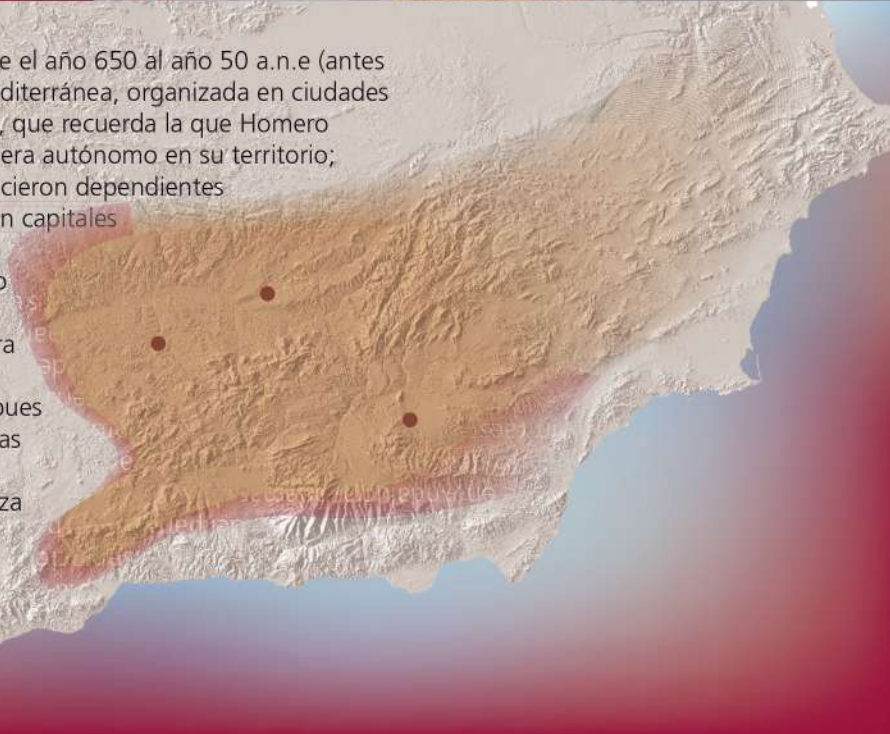 e el año 650 al año 50 a.n.e (antes
diterránea, organizada en ciudades
, que recuerda la que Homero
era autónomo en su territorio;
cieron dependientes
n capitales
o
ra
pues
as
za